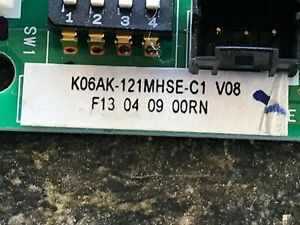 1 2 3 4
SW1
K06AK-121MHSE-C1 V08
F13 04 09 00RN
E